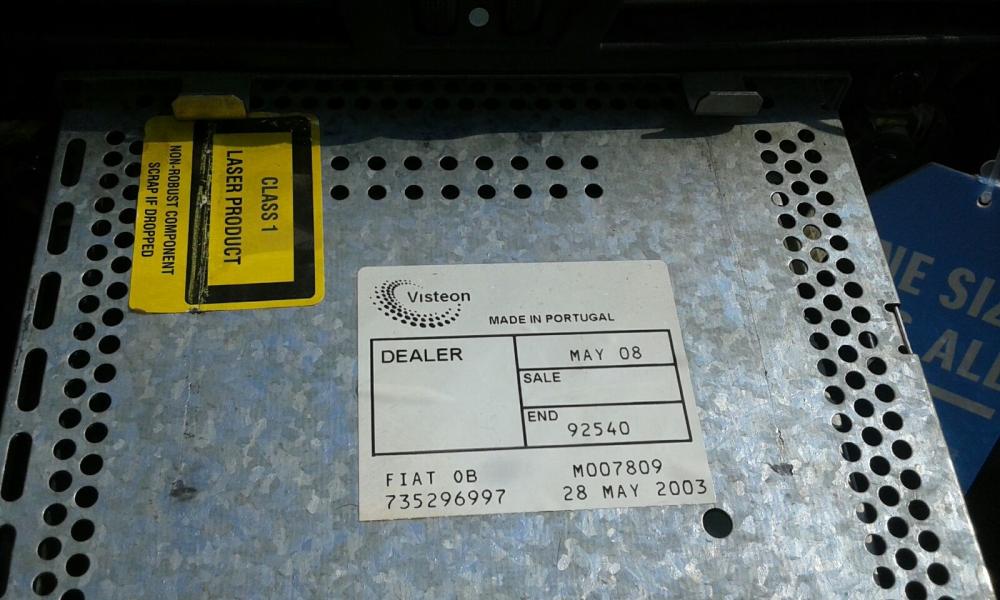 CLASS 1
LASER PRODUCT
NON-ROBUST COMPONENT
SCRAP IF DROPPED
Visteon
MADE IN PORTUGAL
DEALER
MAY 08
SALE
END
92540
FIAT 0B
M007809
735296997
28 MAY 2003
ALL